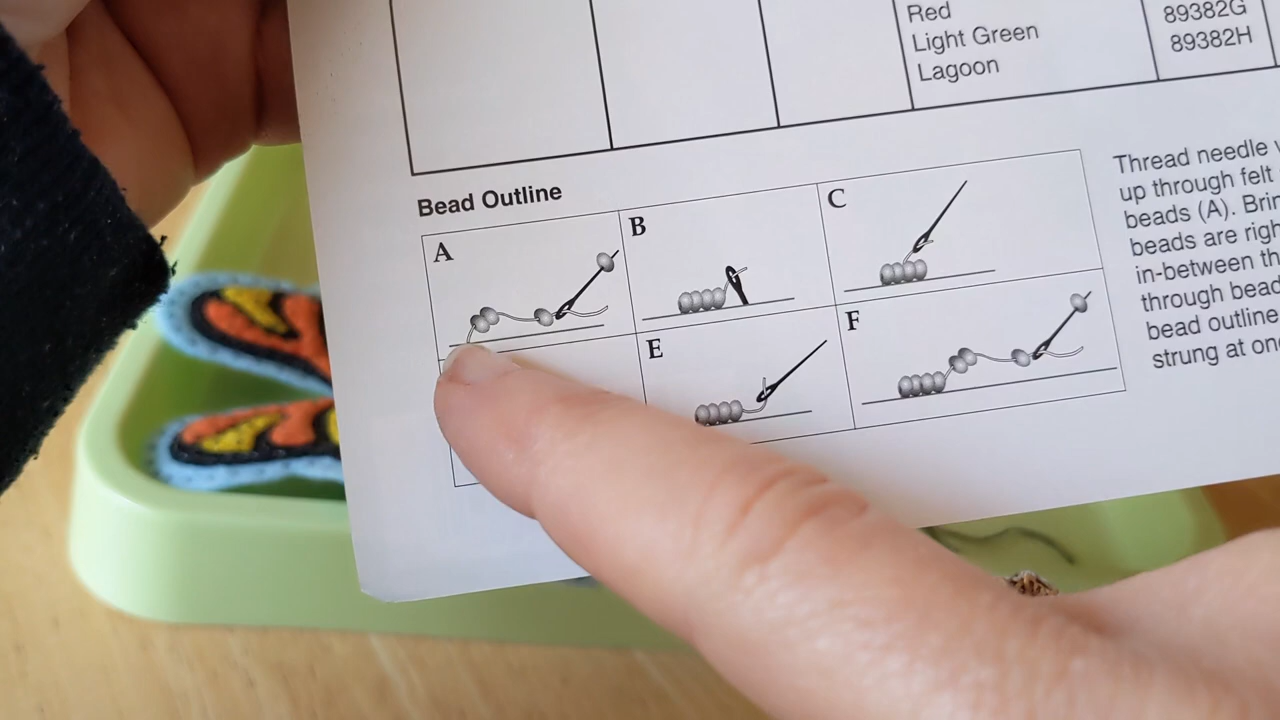 Red
Light Green
Lagoon
89382G
89382H
Bead Outline
A
B
C
E
F
Thread needle
up through felt
beads (A). Brin
beads are righ
in-between th
through bead
bead outline
strung at one